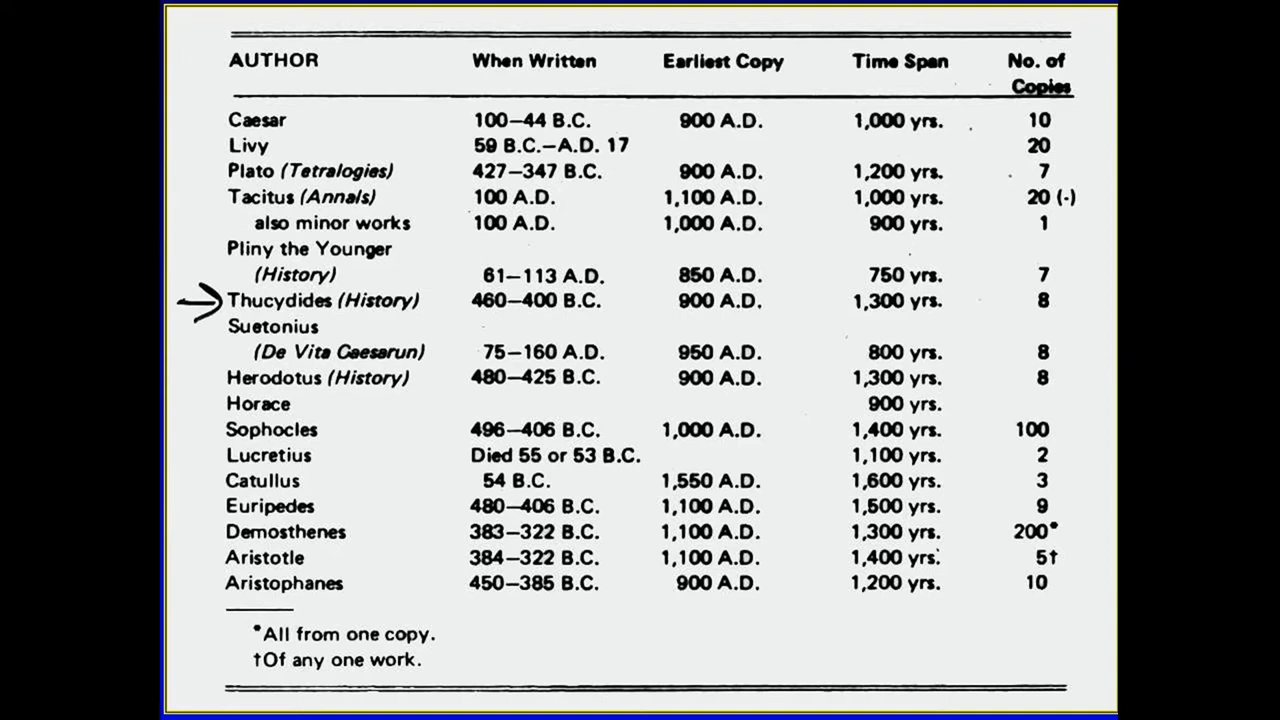 AUTHOR When Written Earliest Copy Time Span No. of
Copies
Caesar 100–44 B.C. 900 A.D. 1,000 yrs. 10
Livy 59 B.C.–A.D. 17 20
Plato (Tetralogies) 427–347 B.C. 900 A.D. 1,200 yrs. 7
Tacitus (Annals) 100 A.D. 1,100 A.D. 1,000 yrs. 20 (-)
also minor works 100 A.D. 1,000 A.D. 900 yrs. 1
Pliny the Younger
(History) 61–113 A.D. 850 A.D. 750 yrs. 7
Thucydides (History) 460–400 B.C. 900 A.D. 1,300 yrs. 8
Suetonius
(De Vita Caesarun) 75–160 A.D. 950 A.D. 800 yrs. 8
Herodotus (History) 480–425 B.C. 900 A.D. 1,300 yrs. 8
Horace 900 yrs.
Sophocles 496–406 B.C. 1,000 A.D. 1,400 yrs. 100
Lucretius Died 55 or 53 B.C. 1,100 yrs. 2
Catullus 54 B.C. 1,550 A.D. 1,600 yrs. 3
Euripedes 480–406 B.C. 1,100 A.D. 1,500 yrs. 9
Demosthenes 383–322 B.C. 1,100 A.D. 1,300 yrs. 200*
Aristotle 384–322 B.C. 1,100 A.D. 1,400 yrs. 5†
Aristophanes 450–385 B.C. 900 A.D. 1,200 yrs. 10
*All from one copy.
†Of any one work.